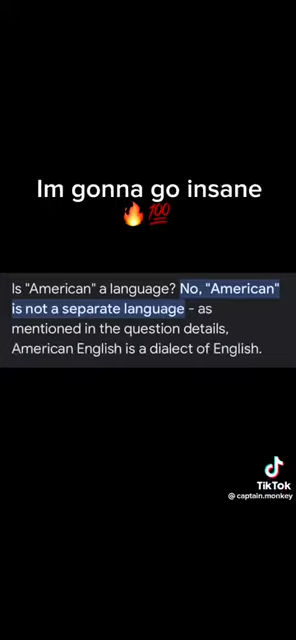 Im gonna go insane
🔥💯
Is "American" a language? No, "American"
is not a separate language - as
mentioned in the question details,
American English is a dialect of English.
TikTok
@captain.monkey